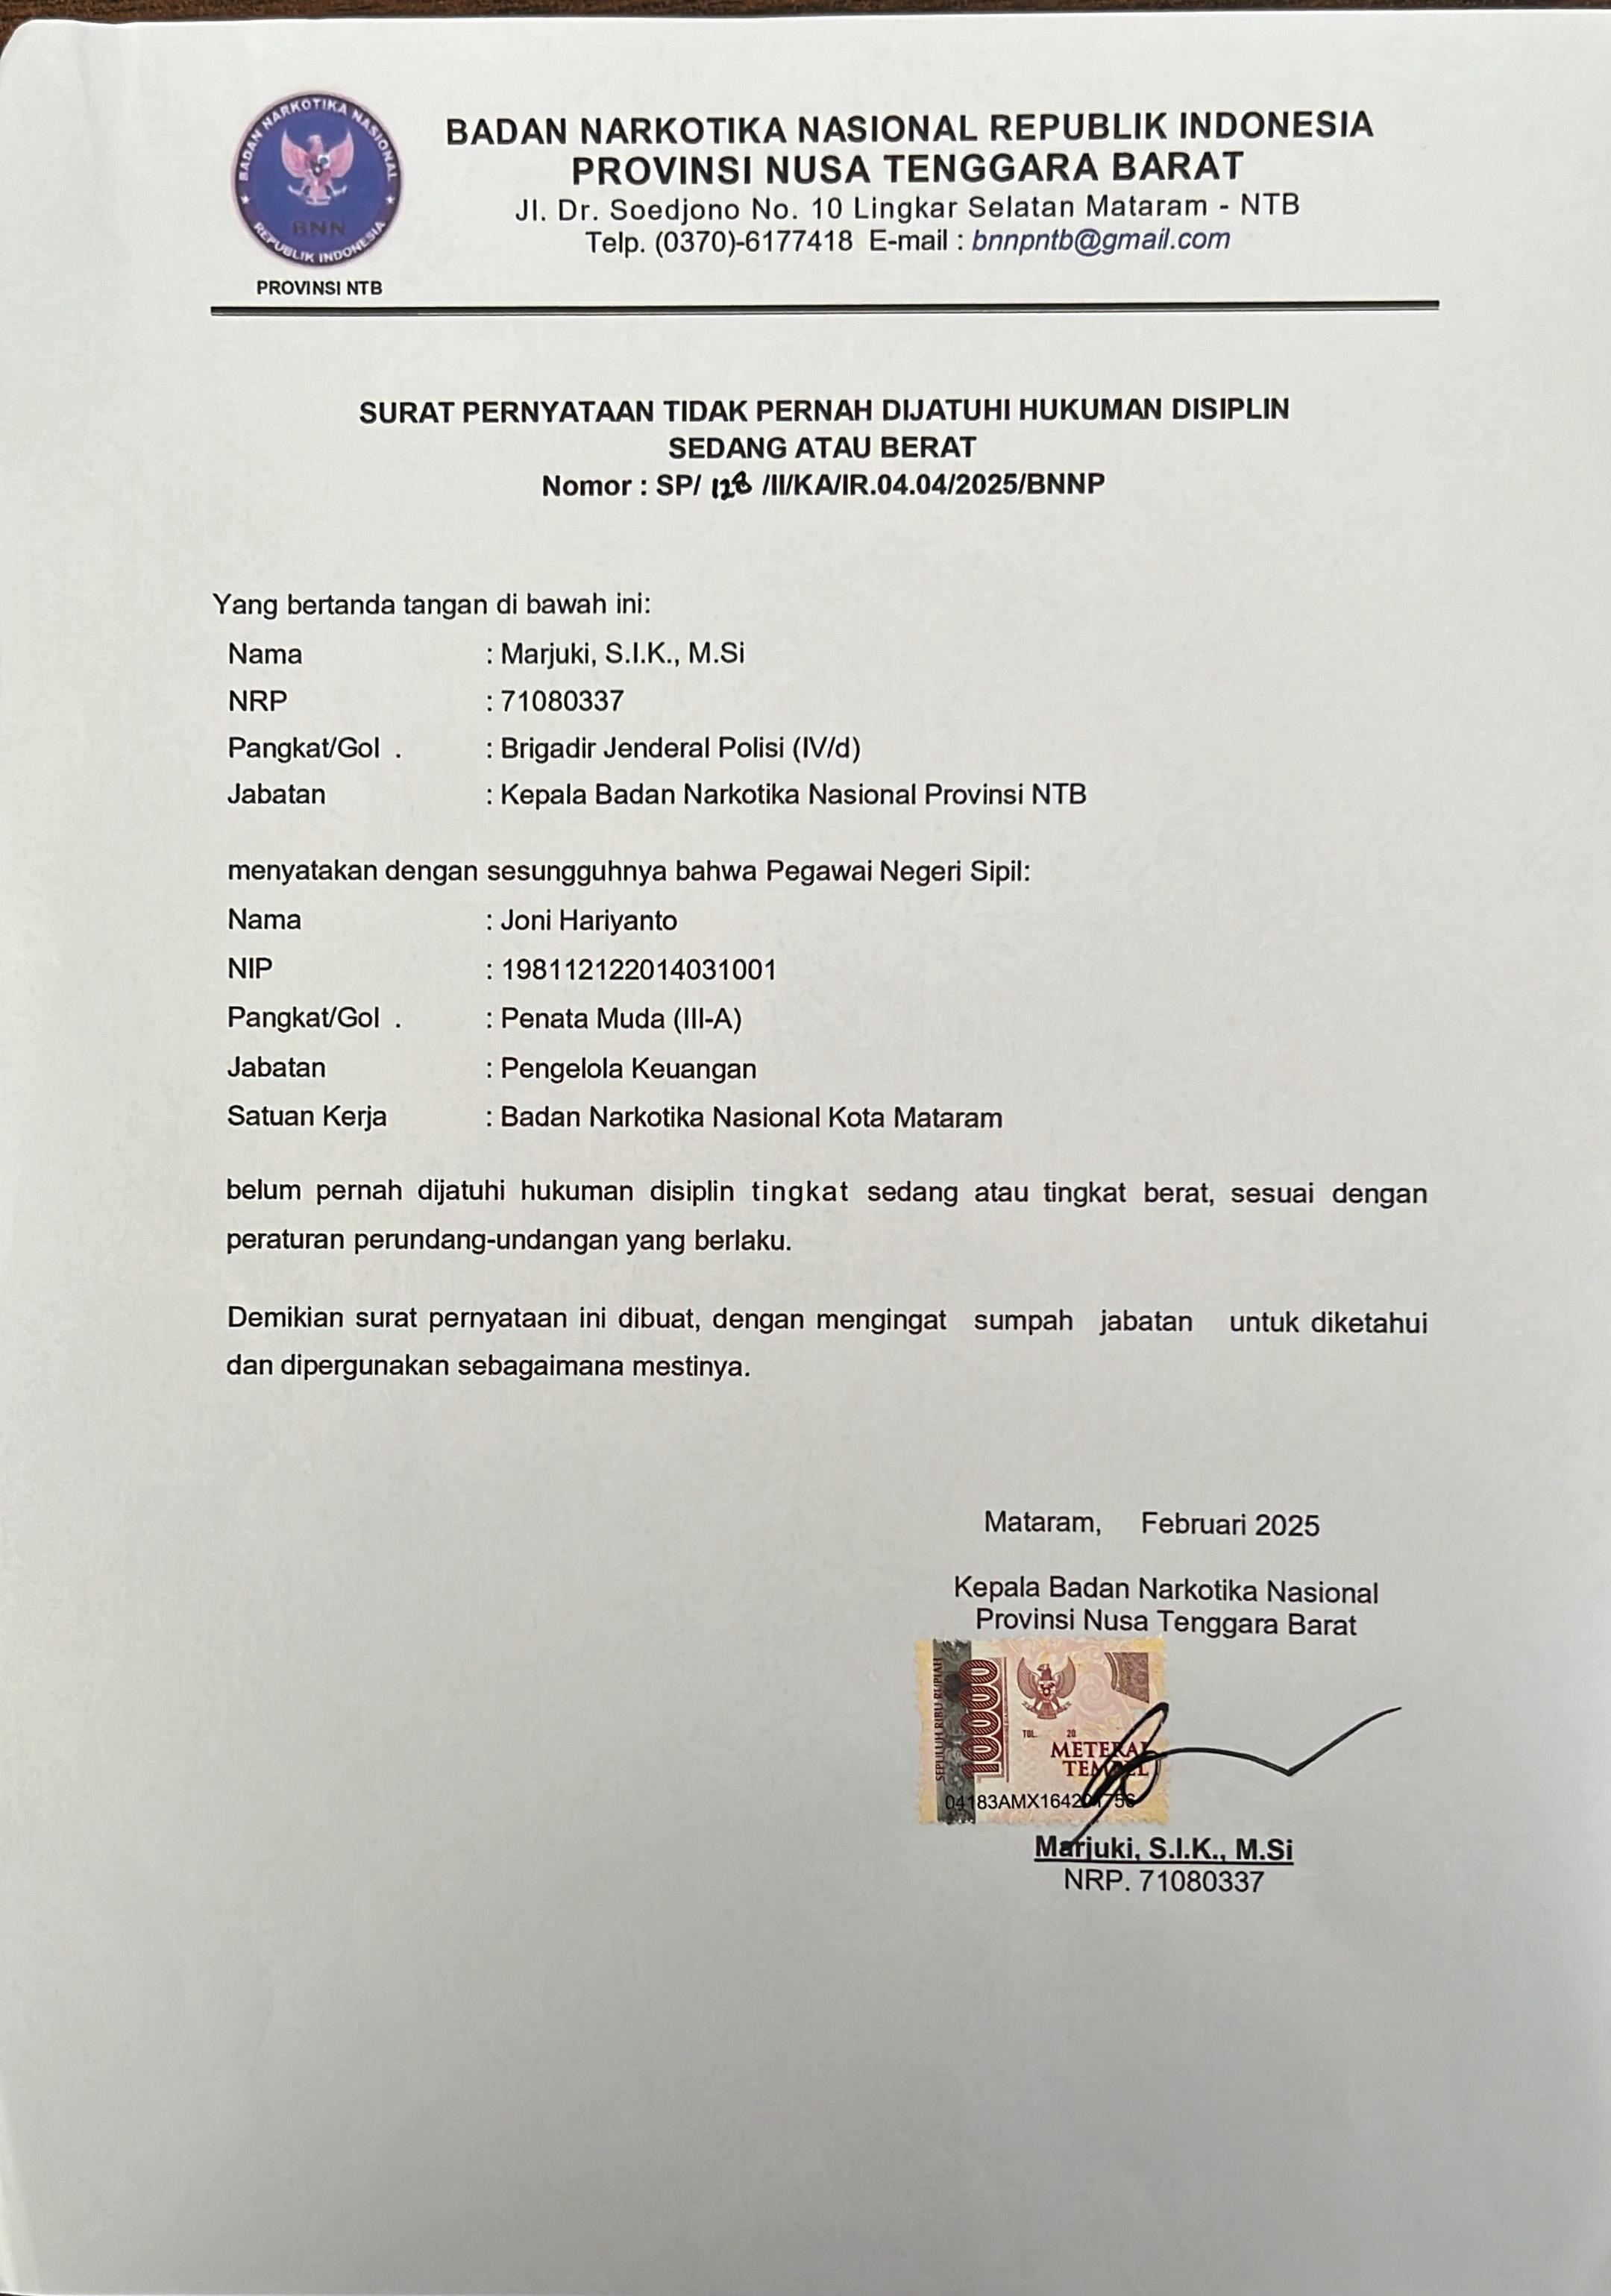 BADAN NARKOTIKA NASIONAL
BNN
REPUBLIK INDONESIA
PROVINSI NTB
BADAN NARKOTIKA NASIONAL REPUBLIK INDONESIA
PROVINSI NUSA TENGGARA BARAT
Jl. Dr. Soedjono No. 10 Lingkar Selatan Mataram - NTB
Telp. (0370)-6177418 E-mail : bnnpntb@gmail.com
SURAT PERNYATAAN TIDAK PERNAH DIJATUHI HUKUMAN DISIPLIN
SEDANG ATAU BERAT
Nomor : SP/ 128 /II/KA/IR.04.04/2025/BNNP
Yang bertanda tangan di bawah ini:
Nama : Marjuki, S.I.K., M.Si
NRP : 71080337
Pangkat/Gol . : Brigadir Jenderal Polisi (IV/d)
Jabatan : Kepala Badan Narkotika Nasional Provinsi NTB
menyatakan dengan sesungguhnya bahwa Pegawai Negeri Sipil:
Nama : Joni Hariyanto
NIP : 198112122014031001
Pangkat/Gol . : Penata Muda (III-A)
Jabatan : Pengelola Keuangan
Satuan Kerja : Badan Narkotika Nasional Kota Mataram
belum pernah dijatuhi hukuman disiplin tingkat sedang atau tingkat berat, sesuai dengan
peraturan perundang-undangan yang berlaku.
Demikian surat pernyataan ini dibuat, dengan mengingat sumpah jabatan untuk diketahui
dan dipergunakan sebagaimana mestinya.
Mataram, Februari 2025
Kepala Badan Narkotika Nasional
Provinsi Nusa Tenggara Barat
SEPULUH RIBU RUPIAH
10000
TGL. 20
METERAI
TEMPEL
Marjuki, S.I.K., M.Si
NRP. 71080337